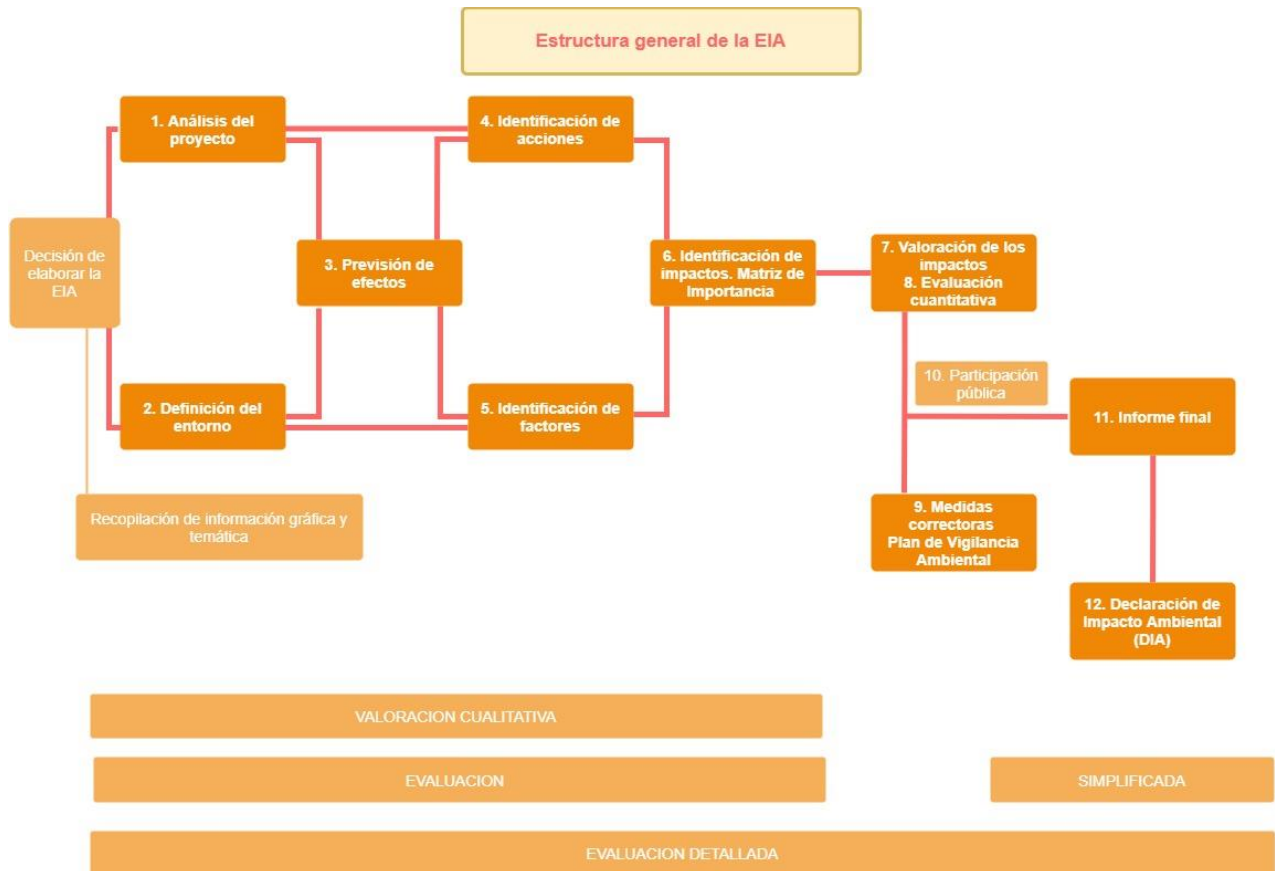 Estructura general de la EIA
1. Análisis del
proyecto
4. Identificación de
acciones
Decisión de
elaborar la
EIA
3. Previsión de
efectos
6. Identificación de
impactos. Matriz de
Importancia
7. Valoración de los
impactos
8. Evaluación
cuantitativa
10. Participación
pública
2. Definición del
entorno
5. Identificación de
factores
11. Informe final
Recopilación de información gráfica y
temática
9. Medidas
correctoras
Plan de Vigilancia
Ambiental
12. Declaración de
Impacto Ambiental
(DIA)
VALORACION CUALITATIVA
EVALUACION
SIMPLIFICADA
EVALUACION DETALLADA